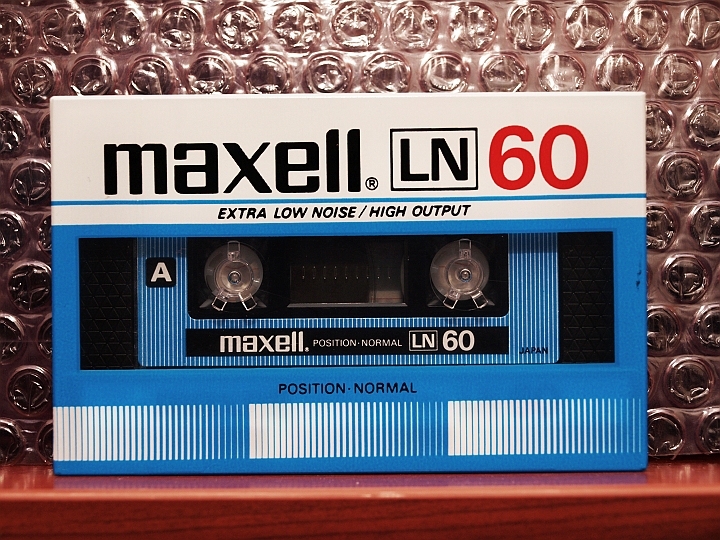 maxell® LN 60
EXTRA LOW NOISE / HIGH OUTPUT
A
maxell. POSITION·NORMAL LN 60
JAPAN
POSITION·NORMAL